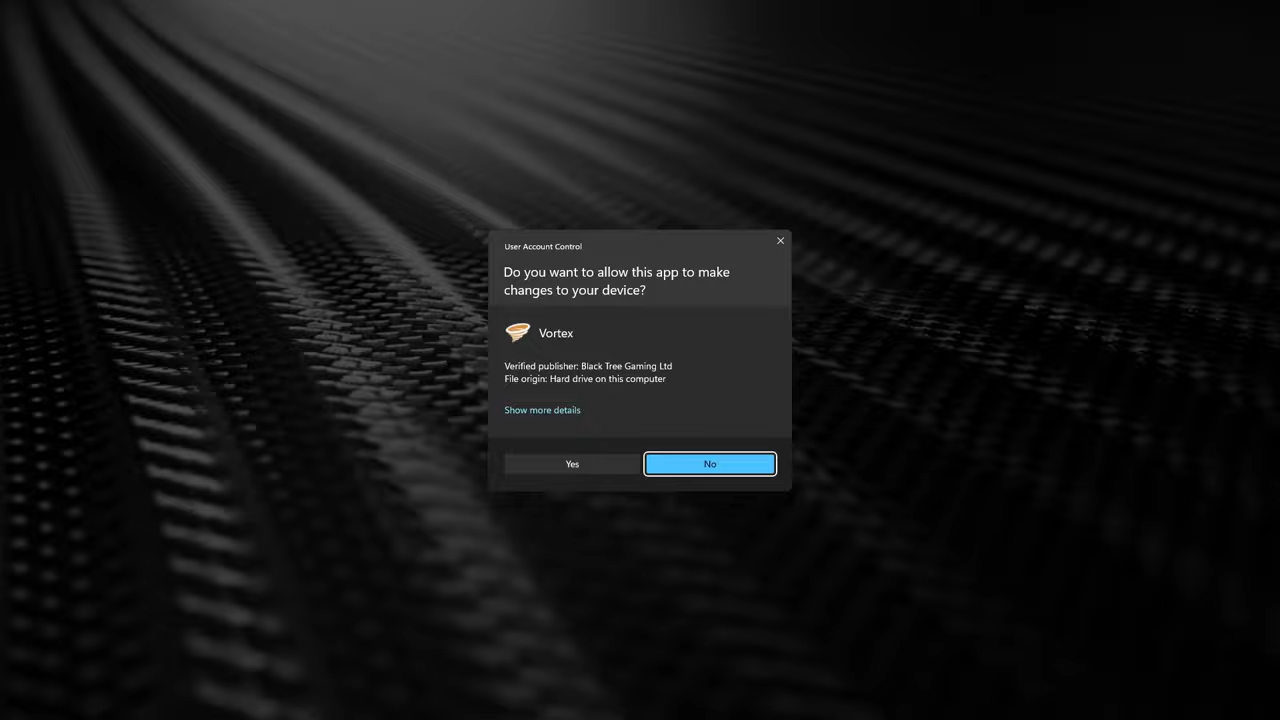 User Account Control
Do you want to allow this app to make
changes to your device?
Vortex
Verified publisher: Black Tree Gaming Ltd
File origin: Hard drive on this computer
Show more details
Yes
No